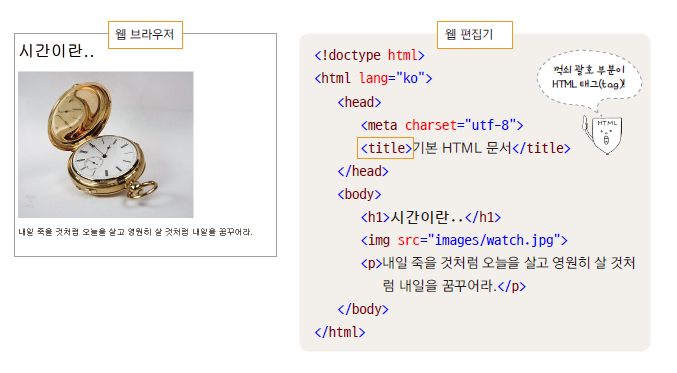 웹 브라우저
시간이란..
내일 죽을 것처럼 오늘을 살고 영원히 살 것처럼 내일을 꿈꾸어라.
웹 편집기
<!doctype html>
<html lang="ko">
<head>
<meta charset="utf-8">
<title>기본 HTML 문서</title>
</head>
<body>
<h1>시간이란..</h1>
<img src="images/watch.jpg">
<p>내일 죽을 것처럼 오늘을 살고 영원히 살 것처
럼 내일을 꿈꾸어라.</p>
</body>
</html>
꺽쇠 괄호 부분이
HTML 태그(tag)!
HTML